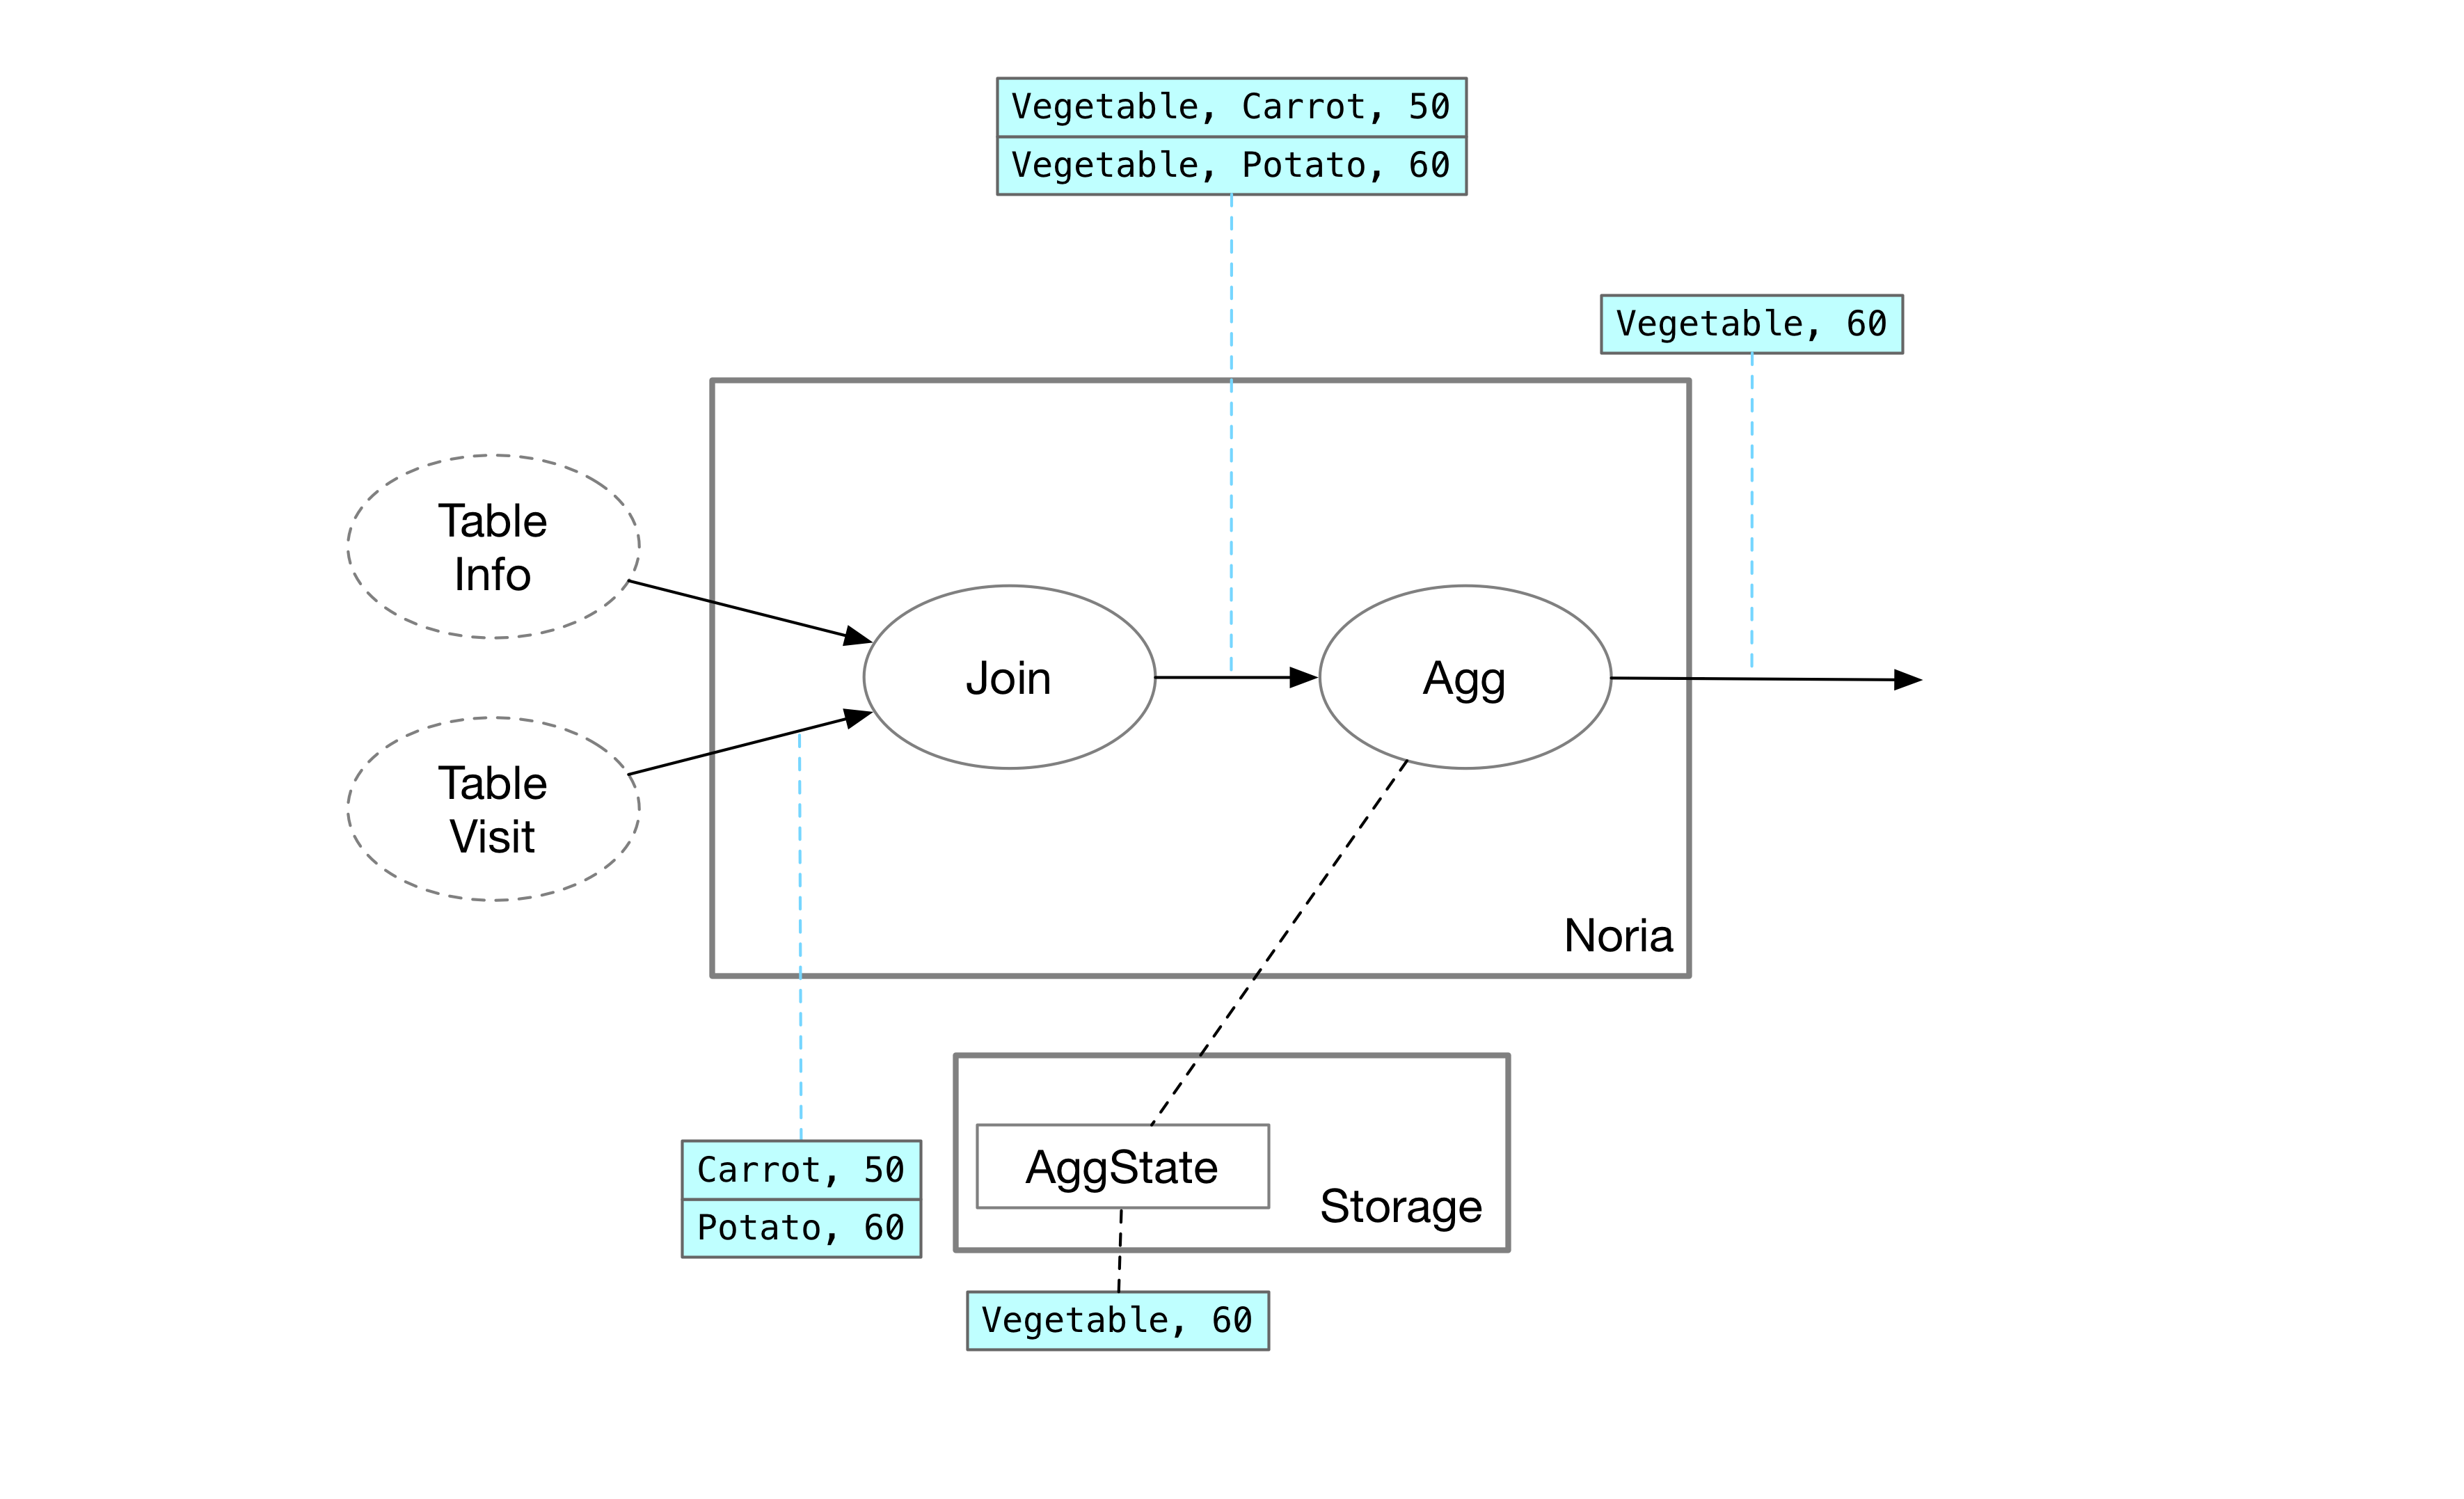 Vegetable, Carrot, 50
Vegetable, Potato, 60
Vegetable, 60
Table
Info
Join
Agg
Table
Visit
Noria
Carrot, 50
Potato, 60
AggState
Storage
Vegetable, 60